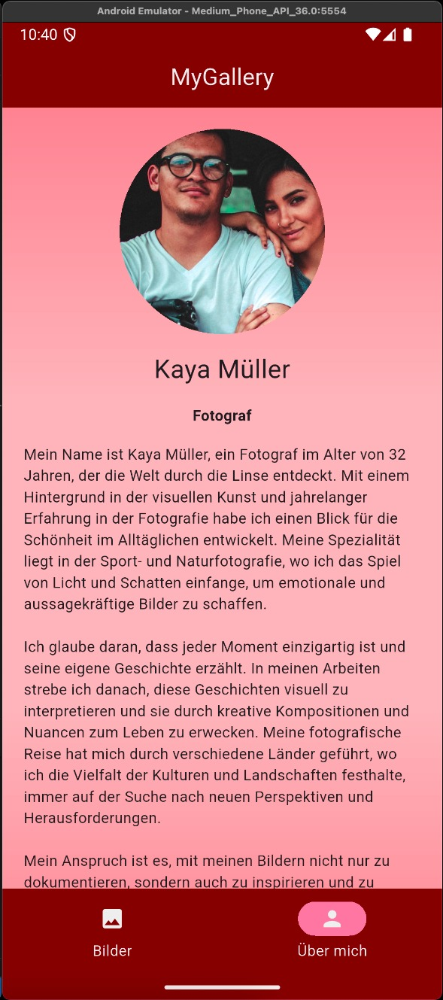 Android Emulator - Medium_Phone_API_36.0:5554
10:40
MyGallery
Kaya Müller
Fotograf
Mein Name ist Kaya Müller, ein Fotograf im Alter von 32
Jahren, der die Welt durch die Linse entdeckt. Mit einem
Hintergrund in der visuellen Kunst und jahrelanger
Erfahrung in der Fotografie habe ich einen Blick für die
Schönheit im Alltäglichen entwickelt. Meine Spezialität
liegt in der Sport- und Naturfotografie, wo ich das Spiel
von Licht und Schatten einfange, um emotionale und
aussagekräftige Bilder zu schaffen.
Ich glaube daran, dass jeder Moment einzigartig ist und
seine eigene Geschichte erzählt. In meinen Arbeiten
strebe ich danach, diese Geschichten visuell zu
interpretieren und sie durch kreative Kompositionen und
Nuancen zum Leben zu erwecken. Meine fotografische
Reise hat mich durch verschiedene Länder geführt, wo
ich die Vielfalt der Kulturen und Landschaften festhalte,
immer auf der Suche nach neuen Perspektiven und
Herausforderungen.
Mein Anspruch ist es, mit meinen Bildern nicht nur zu
dokumentieren, sondern auch zu inspirieren und zu
Bilder
Über mich